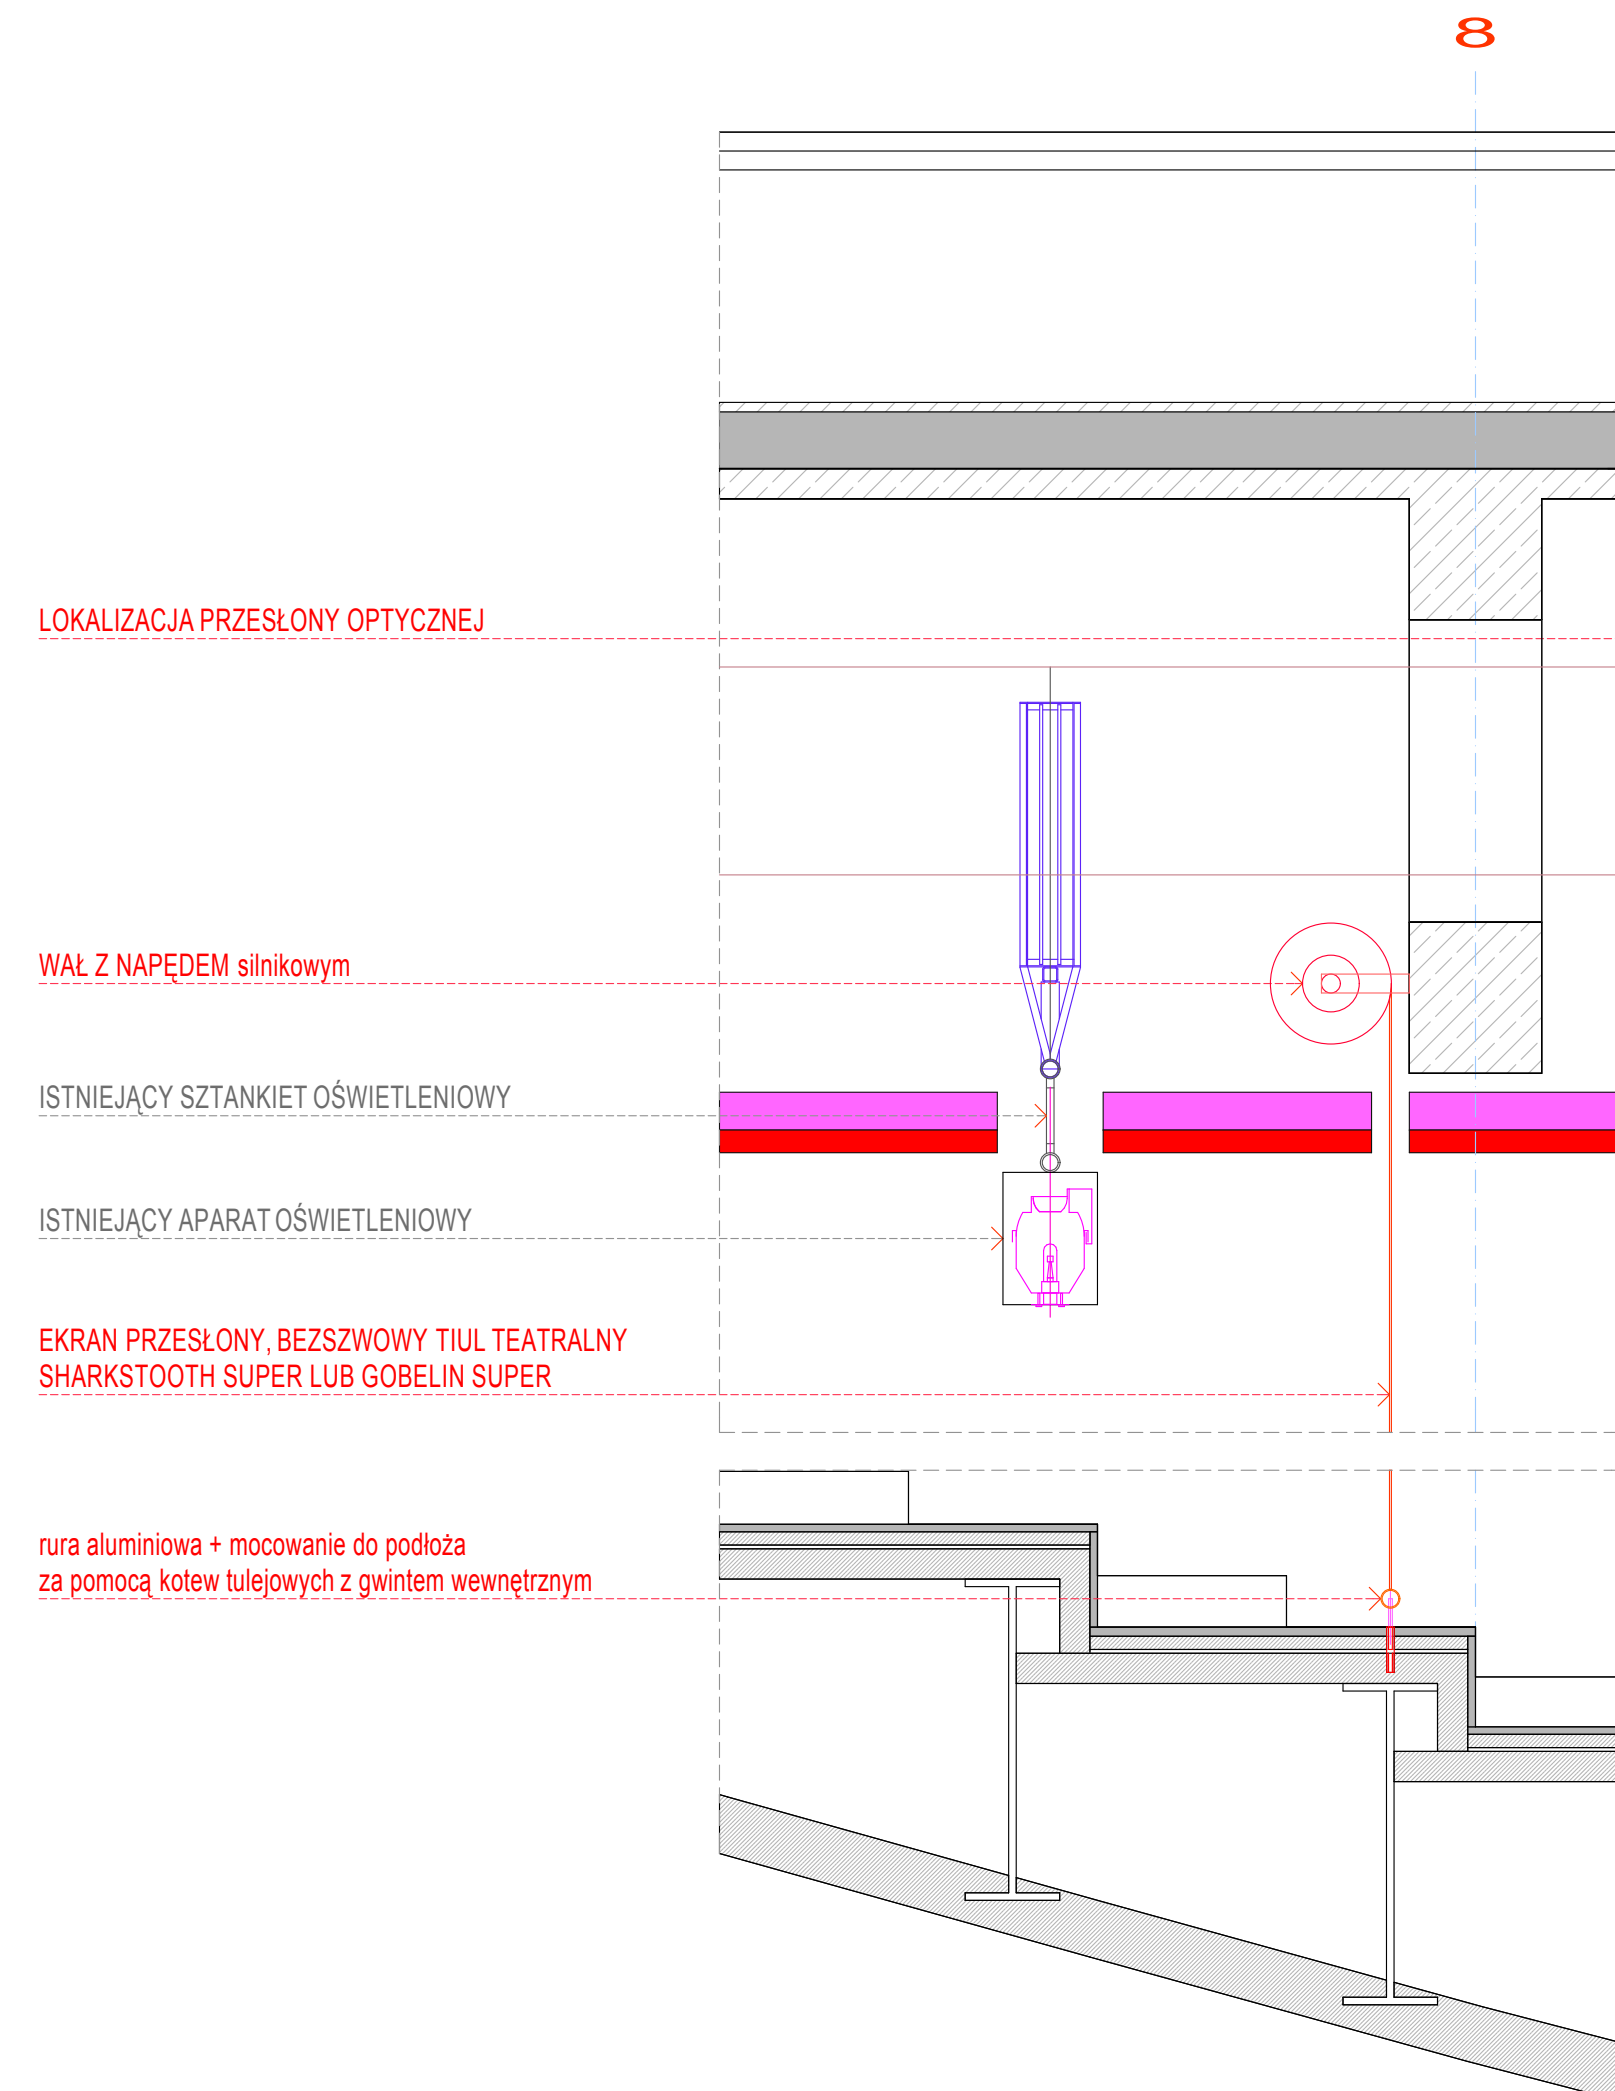 8
LOKALIZACJA PRZESŁONY OPTYCZNEJ
WAŁ Z NAPĘDEM silnikowym
ISTNIEJĄCY SZTANKIET OŚWIETLENIOWY
ISTNIEJĄCY APARAT OŚWIETLENIOWY
EKRAN PRZESŁONY, BEZSZWOWY TIUL TEATRALNY
SHARKSTOOTH SUPER LUB GOBELIN SUPER
rura aluminiowa + mocowanie do podłoża
za pomocą kotew tulejowych z gwintem wewnętrznym